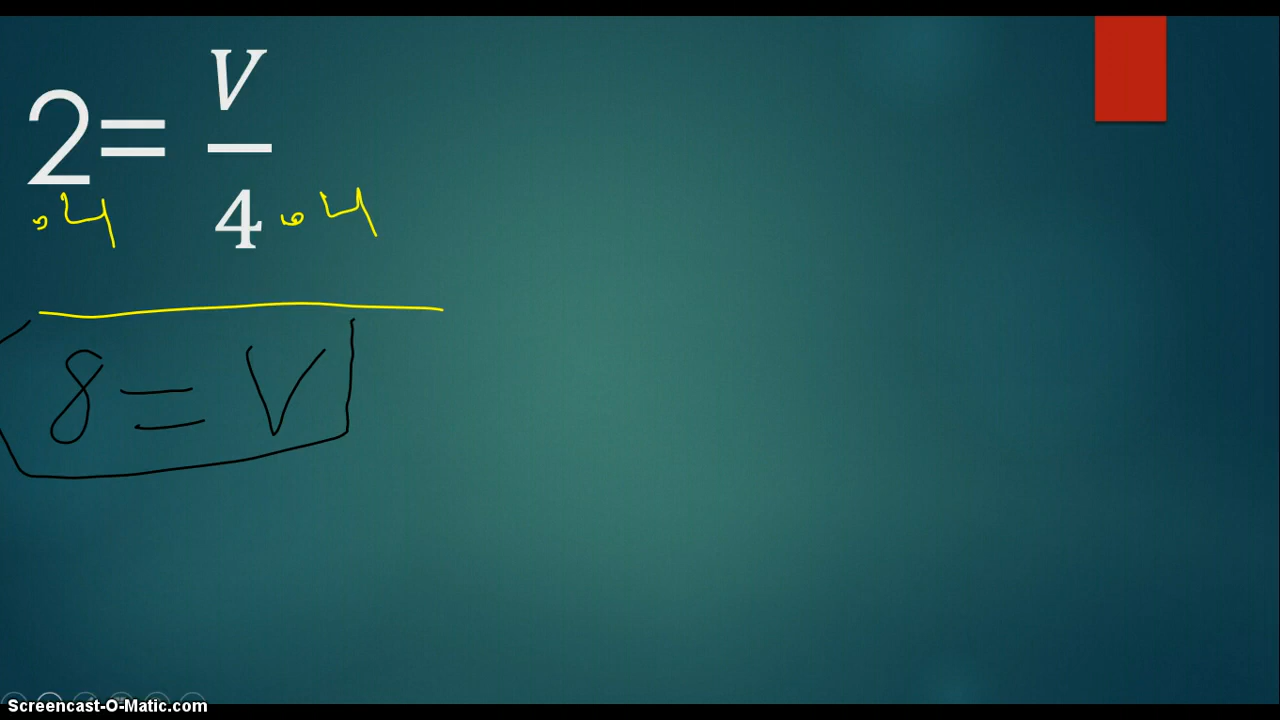 2= V/4
·4 ·4
8 = V
Screencast-O-Matic.com